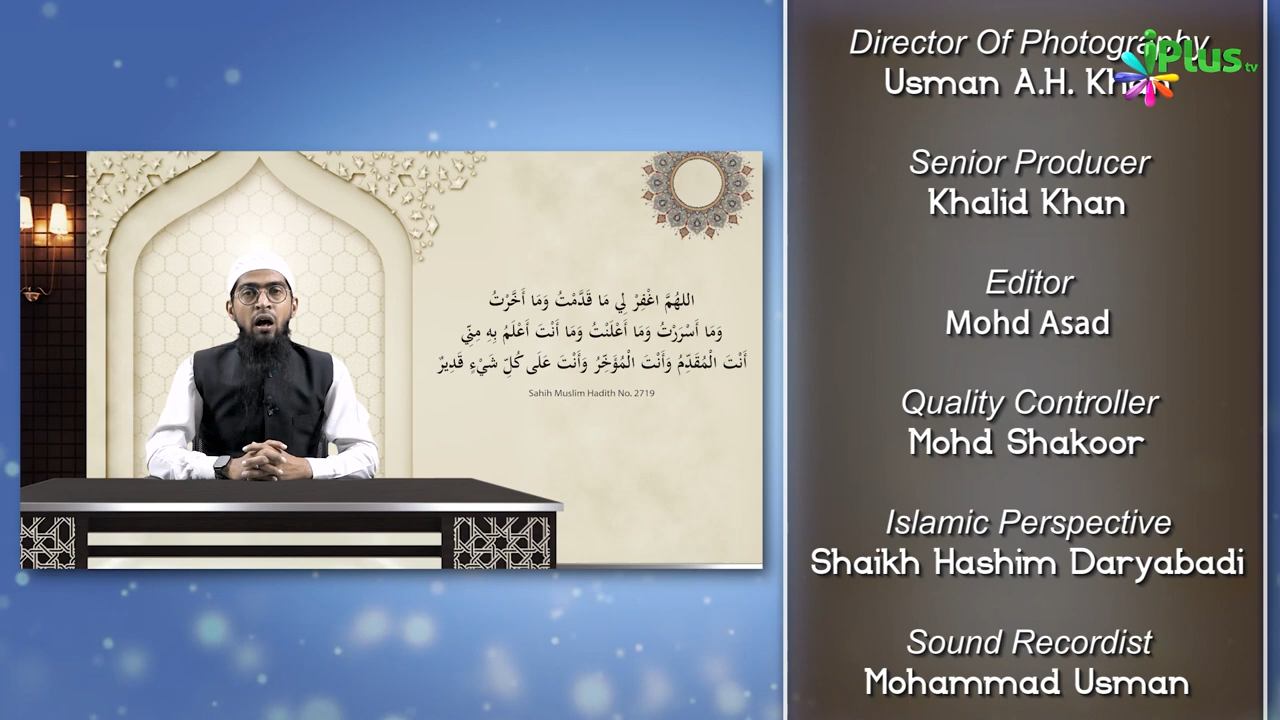 اللهُمَّ اغْفِرْ لِي مَا قَدَّمْتُ وَمَا أَخَّرْتُ
وَمَا أَسْرَرْتُ وَمَا أَعْلَنْتُ وَمَا أَنْتَ أَعْلَمُ بِهِ مِنِّي
أَنْتَ الْمُقَدِّمُ وَأَنْتَ الْمُؤَخِّرُ وَأَنْتَ عَلَى كُلِّ شَيْءٍ قَدِيرٌ
Sahih Muslim Hadith No. 2719
Director Of Photography
Usman A.H. Khan
iPlus tv
Senior Producer
Khalid Khan
Editor
Mohd Asad
Quality Controller
Mohd Shakoor
Islamic Perspective
Shaikh Hashim Daryabadi
Sound Recordist
Mohammad Usman